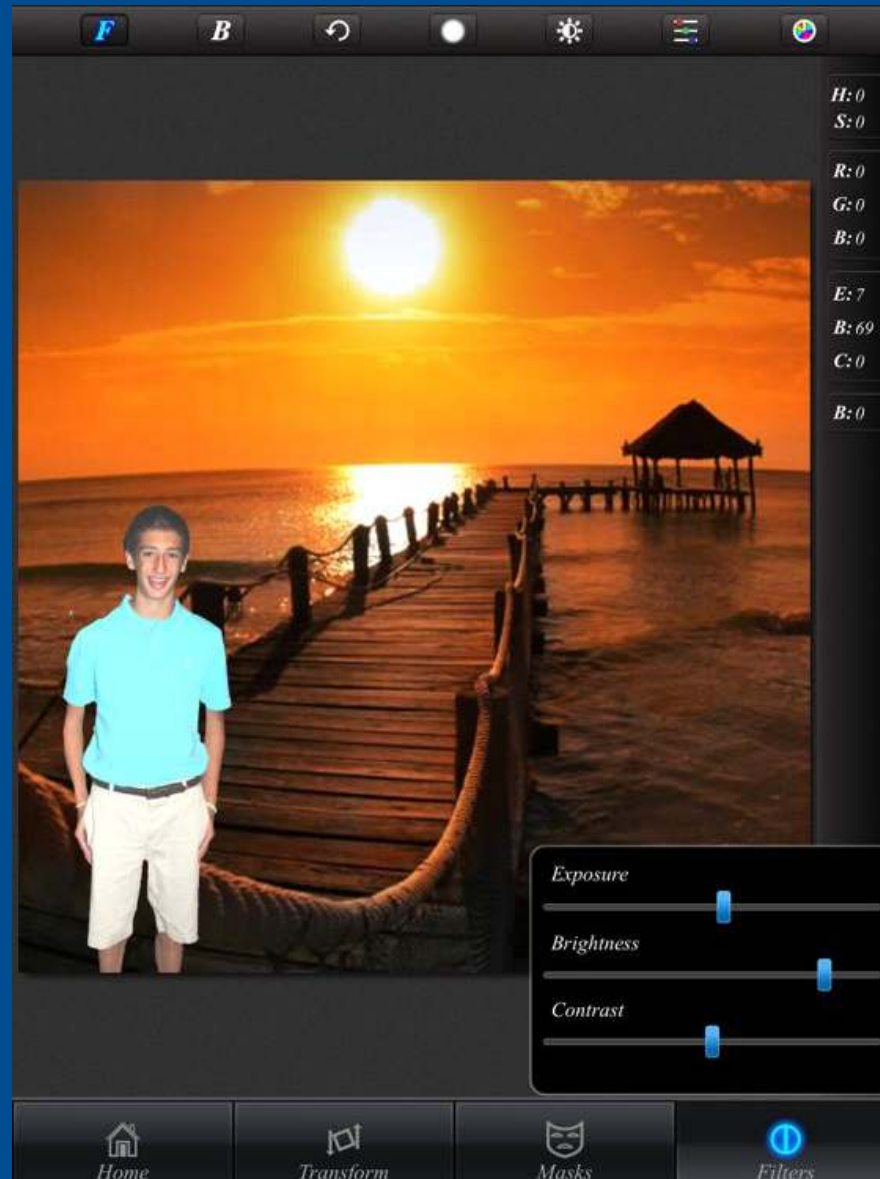 F B
H: 0
S: 0
R: 0
G: 0
B: 0
E: 7
B: 69
C: 0
B: 0
Exposure
Brightness
Contrast
Home Transform Masks Filters